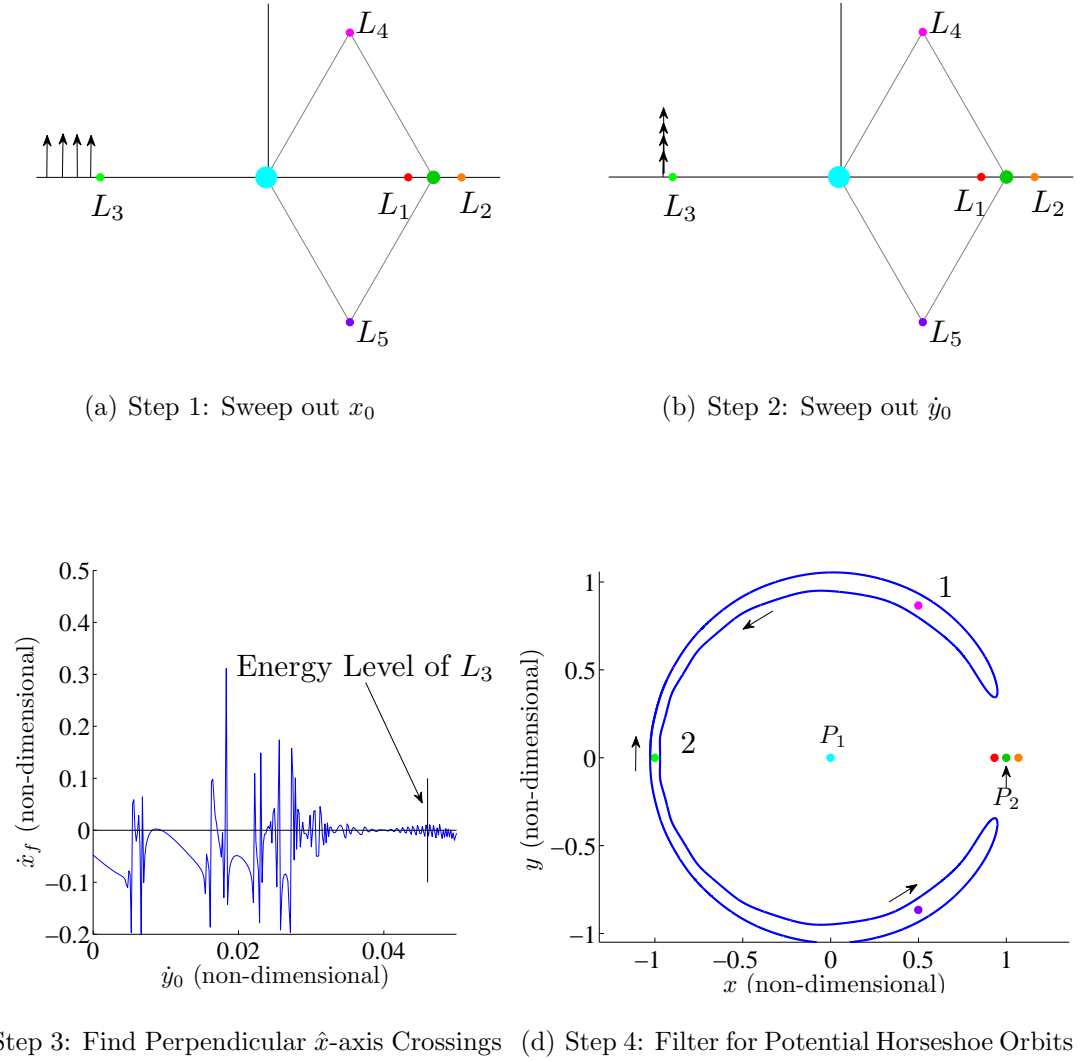 L₄
L₃
L₁
L₂
L₅
(a) Step 1: Sweep out x₀
L₄
L₃
L₁
L₂
L₅
(b) Step 2: Sweep out ẏ₀
0.5
0.4
0.3
0.2
0.1
0
−0.1
−0.2
Energy Level of L₃
ẋf (non-dimensional)
0
0.02
0.04
ẏ₀ (non-dimensional)
Step 3: Find Perpendicular x̂-axis Crossings
1
0.5
0
−0.5
−1
y (non-dimensional)
1
2
P₁
P₂
−1
−0.5
0
0.5
1
x (non-dimensional)
(d) Step 4: Filter for Potential Horseshoe Orbits